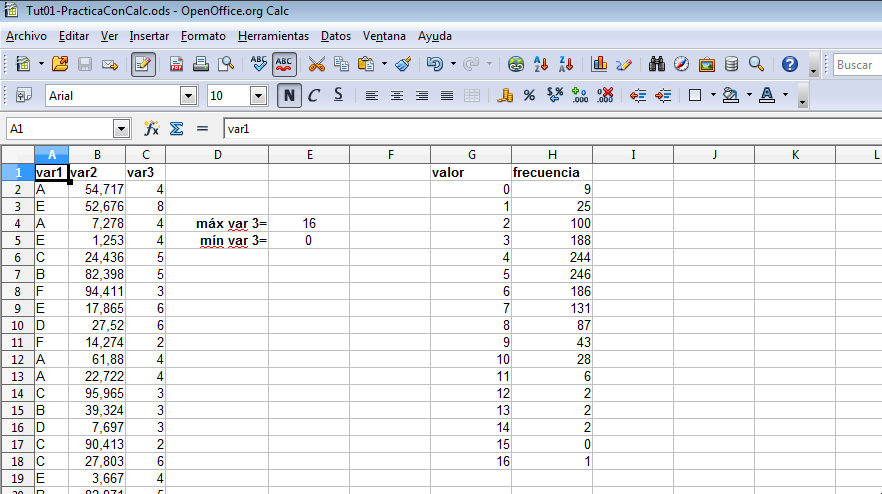 Tut01-PracticaConCalc.ods - OpenOffice.org Calc
Archivo Editar Ver Insertar Formato Herramientas Datos Ventana Ayuda
ABC ABC Buscar
Arial 10 N C S
A1 var1
A B C D E F G H I J K L
1 var1 var2 var3 valor frecuencia
2 A 54,717 4 0 9
3 E 52,676 8 1 25
4 A 7,278 4 máx var 3= 16 2 100
5 E 1,253 4 mín var 3= 0 3 188
6 C 24,436 5 4 244
7 B 82,398 5 5 246
8 F 94,411 3 6 186
9 E 17,865 6 7 131
10 D 27,52 6 8 87
11 F 14,274 2 9 43
12 A 61,88 4 10 28
13 A 22,722 4 11 6
14 C 95,965 3 12 2
15 B 39,324 3 13 2
16 D 7,697 3 14 2
17 C 90,413 2 15 0
18 C 27,803 6 16 1
19 E 3,667 4